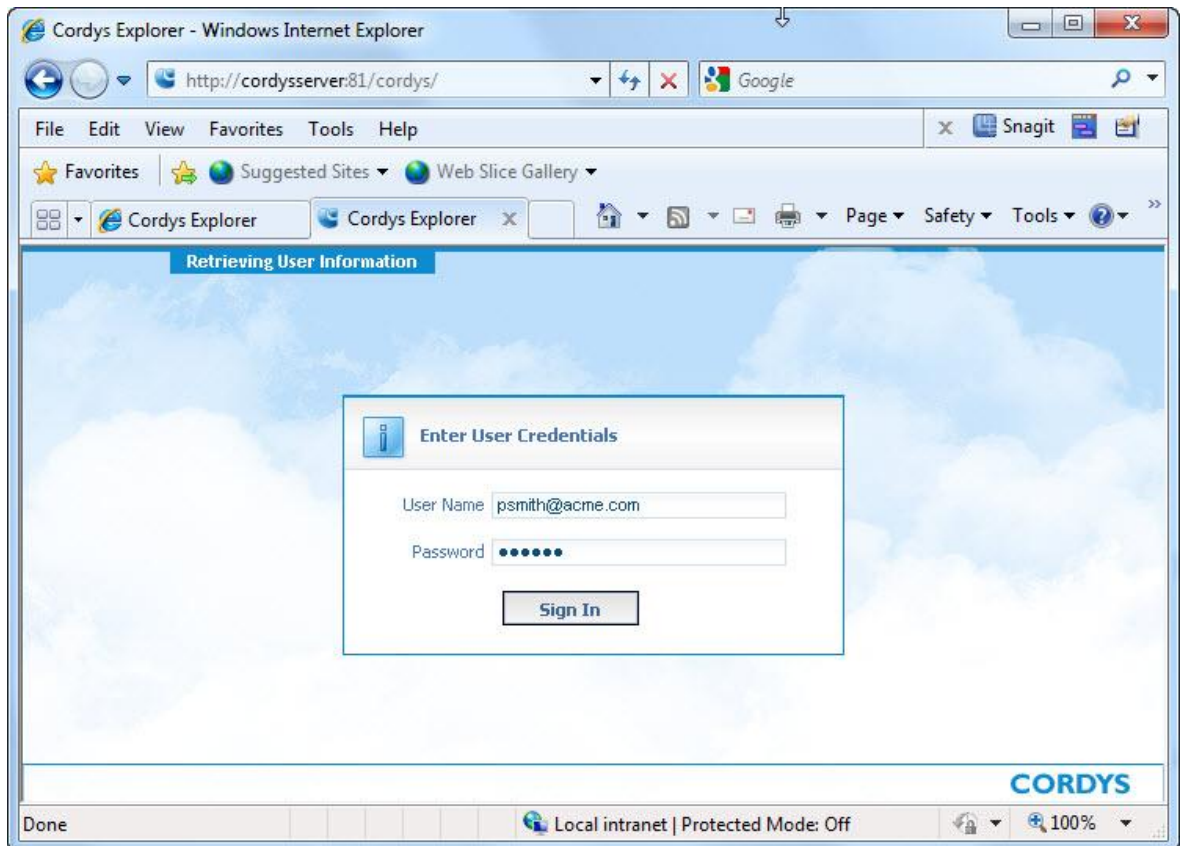 Cordys Explorer - Windows Internet Explorer
http://cordysserver:81/cordys/
Google
File Edit View Favorites Tools Help
x Snagit
Favorites Suggested Sites Web Slice Gallery
Cordys Explorer Cordys Explorer x Page Safety Tools »
Retrieving User Information
Enter User Credentials
User Name psmith@acme.com
Password ●●●●●●
Sign In
CORDYS
Done Local intranet | Protected Mode: Off 100%